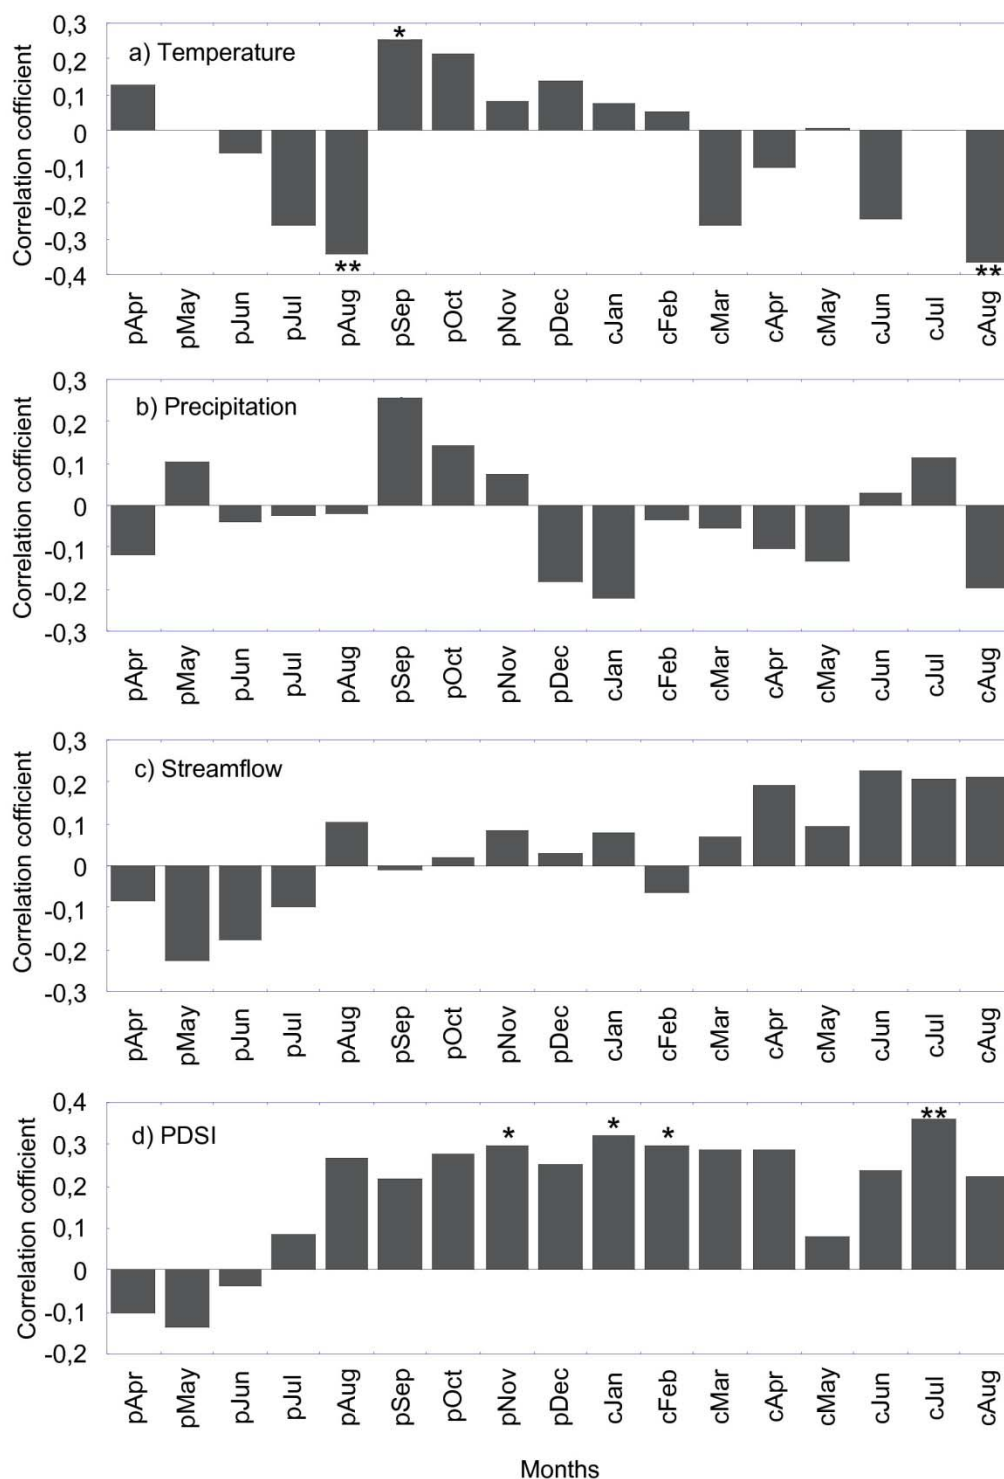 0,3
a) Temperature
*
0,2
0,1
0
-0,1
-0,2
-0,3
-0,4
** **
Correlation cofficient
pApr pMay pJun pJul pAug pSep pOct pNov pDec cJan cFeb cMar cApr cMay cJun cJul cAug
0,3
b) Precipitation
0,2
0,1
0
-0,1
-0,2
-0,3
Correlation cofficient
pApr pMay pJun pJul pAug pSep pOct pNov pDec cJan cFeb cMar cApr cMay cJun cJul cAug
0,3
c) Streamflow
0,2
0,1
0
-0,1
-0,2
-0,3
Correlation cofficient
pApr pMay pJun pJul pAug pSep pOct pNov pDec cJan cFeb cMar cApr cMay cJun cJul cAug
0,4
d) PDSI
* * * **
0,3
0,2
0,1
0
-0,1
-0,2
Correlation cofficient
pApr pMay pJun pJul pAug pSep pOct pNov pDec cJan cFeb cMar cApr cMay cJun cJul cAug
Months